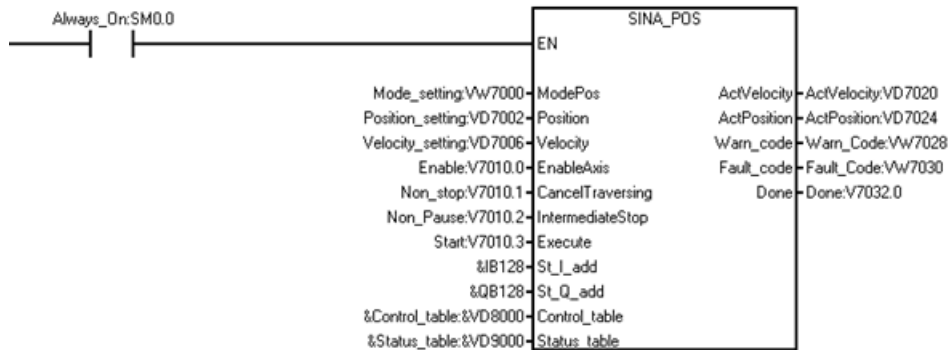 Always_On:SM0.0
SINA_POS
EN
Mode_setting:VW7000 ModePos ActVelocity ActVelocity:VD7020
Position_setting:VD7002 Position ActPosition ActPosition:VD7024
Velocity_setting:VD7006 Velocity Warn_code Warn_Code:VW7028
Enable:V7010.0 EnableAxis Fault_code Fault_Code:VW7030
Non_stop:V7010.1 CancelTraversing Done Done:V7032.0
Non_Pause:V7010.2 IntermediateStop
Start:V7010.3 Execute
&IB128 St_I_add
&QB128 St_Q_add
&Control_table:&VD8000 Control_table
&Status_table:&VD9000 Status_table